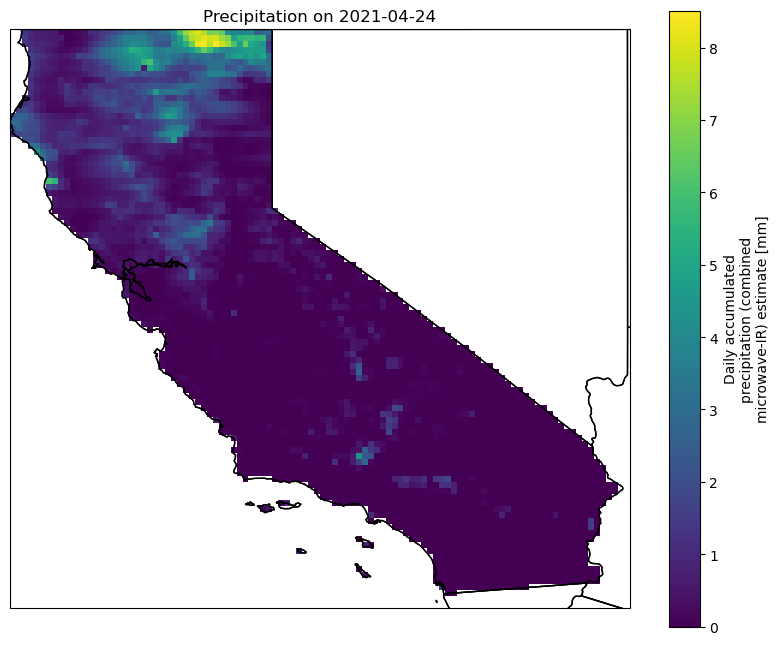 Precipitation on 2021-04-24
8
7
6
5
4
3
2
1
0
Daily accumulated
precipitation (combined
microwave-IR) estimate [mm]